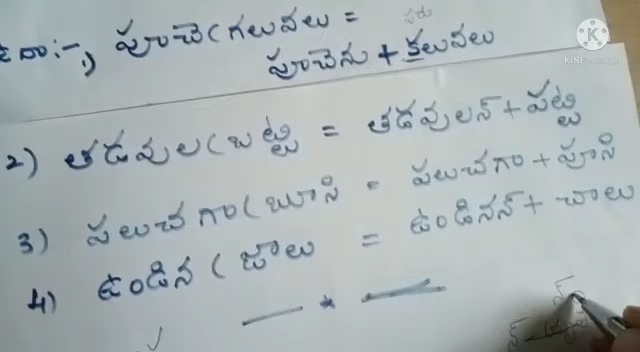 ఉదా:-1) పూచెఁగలువలు =
పరు
పూచెను + కలువలు
2) తడవులఁబట్టి = తడవులన్ + పట్టి
3) పలుచగాఁబూసి = పలుచగా + పూసి
4) ఉండినఁజాలు = ఉండినన్ + చాలు
KINEMASTER